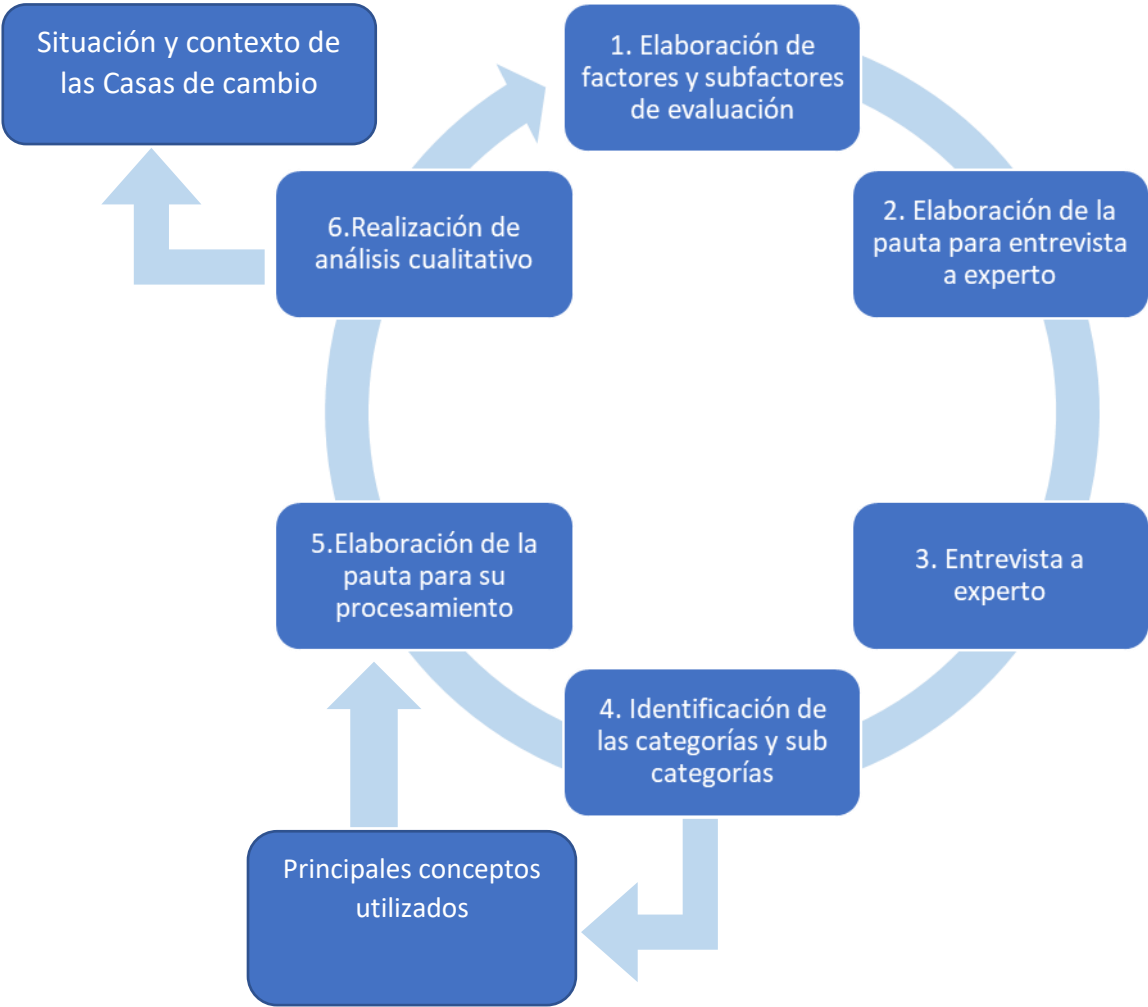 Situación y contexto de
las Casas de cambio
1. Elaboración de
factores y subfactores
de evaluación
2. Elaboración de la
pauta para entrevista
a experto
3. Entrevista a
experto
4. Identificación de
las categorías y sub
categorías
Principales conceptos
utilizados
5.Elaboración de la
pauta para su
procesamiento
6.Realización de
análisis cualitativo